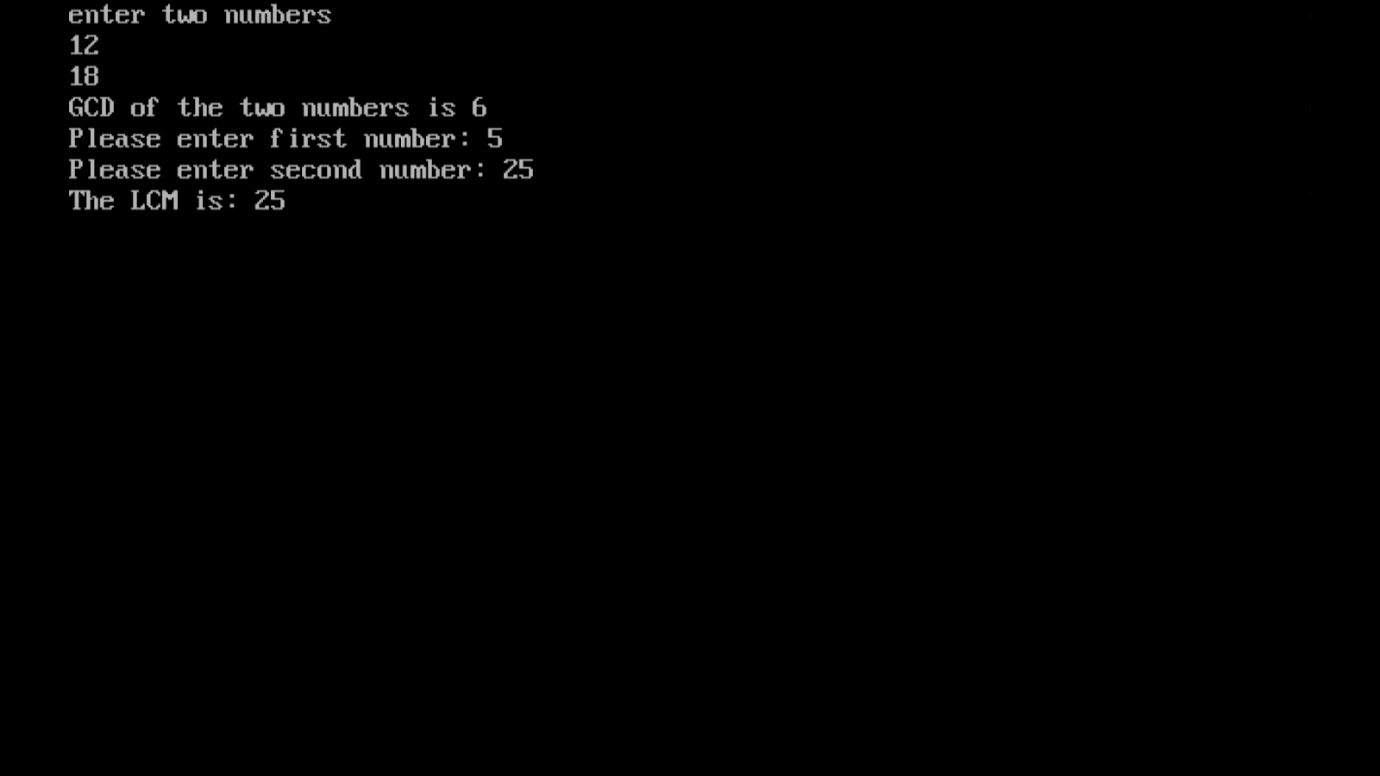 enter two numbers
12
18
GCD of the two numbers is 6
Please enter first number: 5
Please enter second number: 25
The LCM is: 25